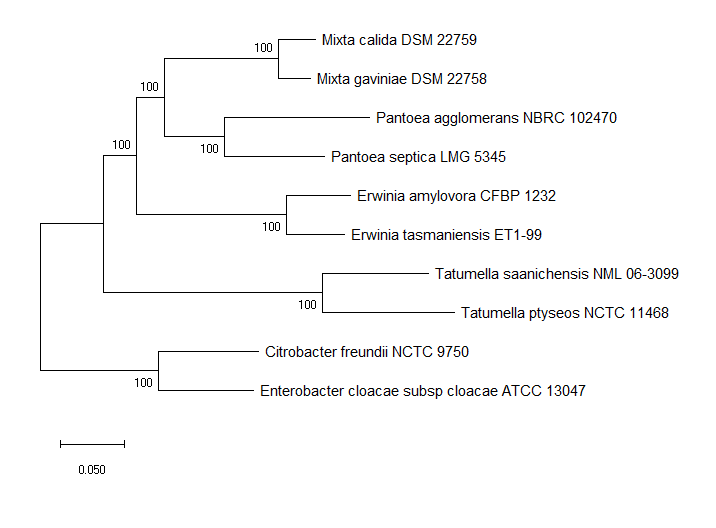 100
Mixta calida DSM 22759
100
Mixta gaviniae DSM 22758
Pantoea agglomerans NBRC 102470
100
100
Pantoea septica LMG 5345
Erwinia amylovora CFBP 1232
100
Erwinia tasmaniensis ET1-99
Tatumella saanichensis NML 06-3099
100
Tatumella ptyseos NCTC 11468
Citrobacter freundii NCTC 9750
100
Enterobacter cloacae subsp cloacae ATCC 13047
0.050